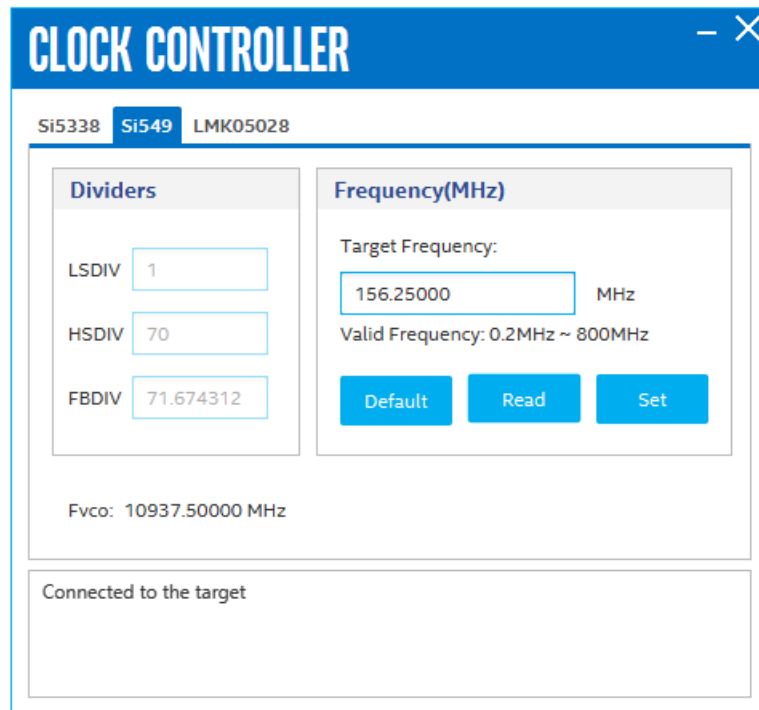 CLOCK CONTROLLER
Si5338 Si549 LMK05028
Dividers
LSDIV 1
HSDIV 70
FBDIV 71.674312
Frequency(MHz)
Target Frequency:
156.25000 MHz
Valid Frequency: 0.2MHz ~ 800MHz
Default Read Set
Fvco: 10937.50000 MHz
Connected to the target